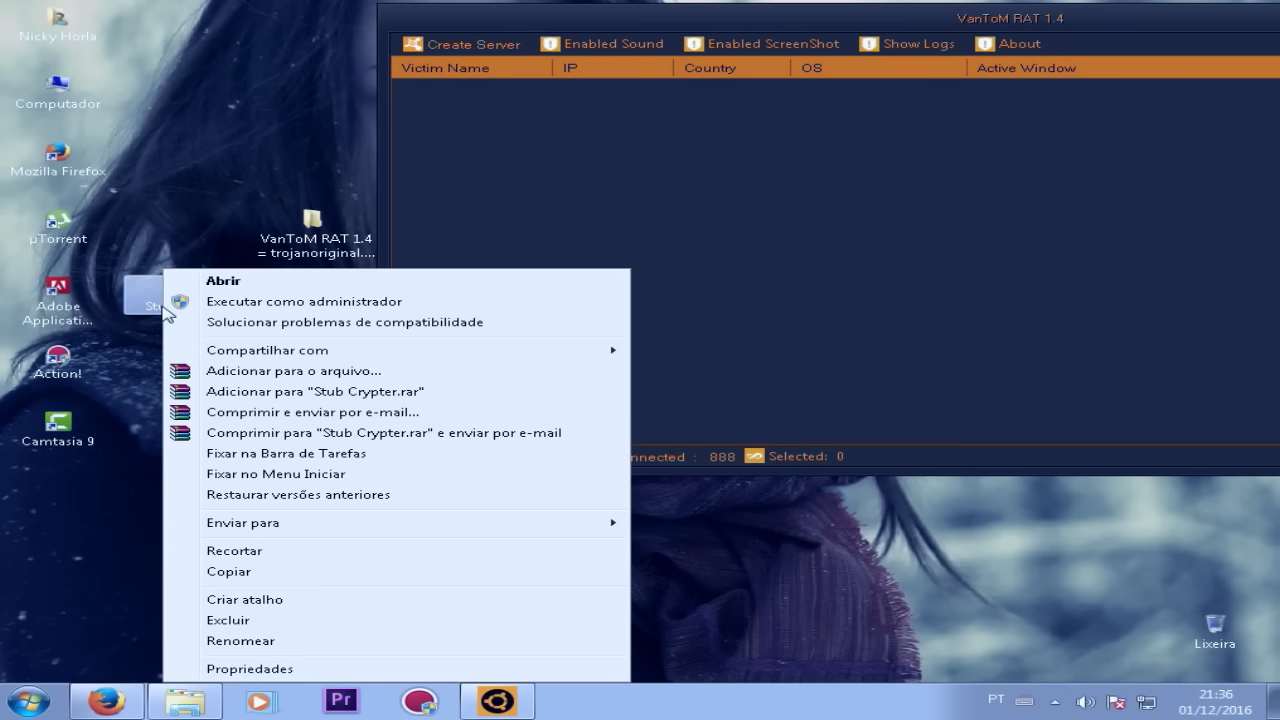 Nicky Horla
Computador
Mozilla Firefox
µTorrent
Adobe
Applicati...
Action!
Camtasia 9
VanToM RAT 1.4
= trojanoriginal....
VanToM RAT 1.4
Create Server
Enabled Sound
Enabled ScreenShot
Show Logs
About
Victim Name
IP
Country
OS
Active Window
Abrir
Executar como administrador
Solucionar problemas de compatibilidade
Compartilhar com
Adicionar para o arquivo...
Adicionar para "Stub Crypter.rar"
Comprimir e enviar por e-mail...
Comprimir para "Stub Crypter.rar" e enviar por e-mail
Fixar na Barra de Tarefas
Fixar no Menu Iniciar
Restaurar versões anteriores
Enviar para
Recortar
Copiar
Criar atalho
Excluir
Renomear
Propriedades
: 888
Selected: 0
Lixeira
Pr
PT
21:36
01/12/2016